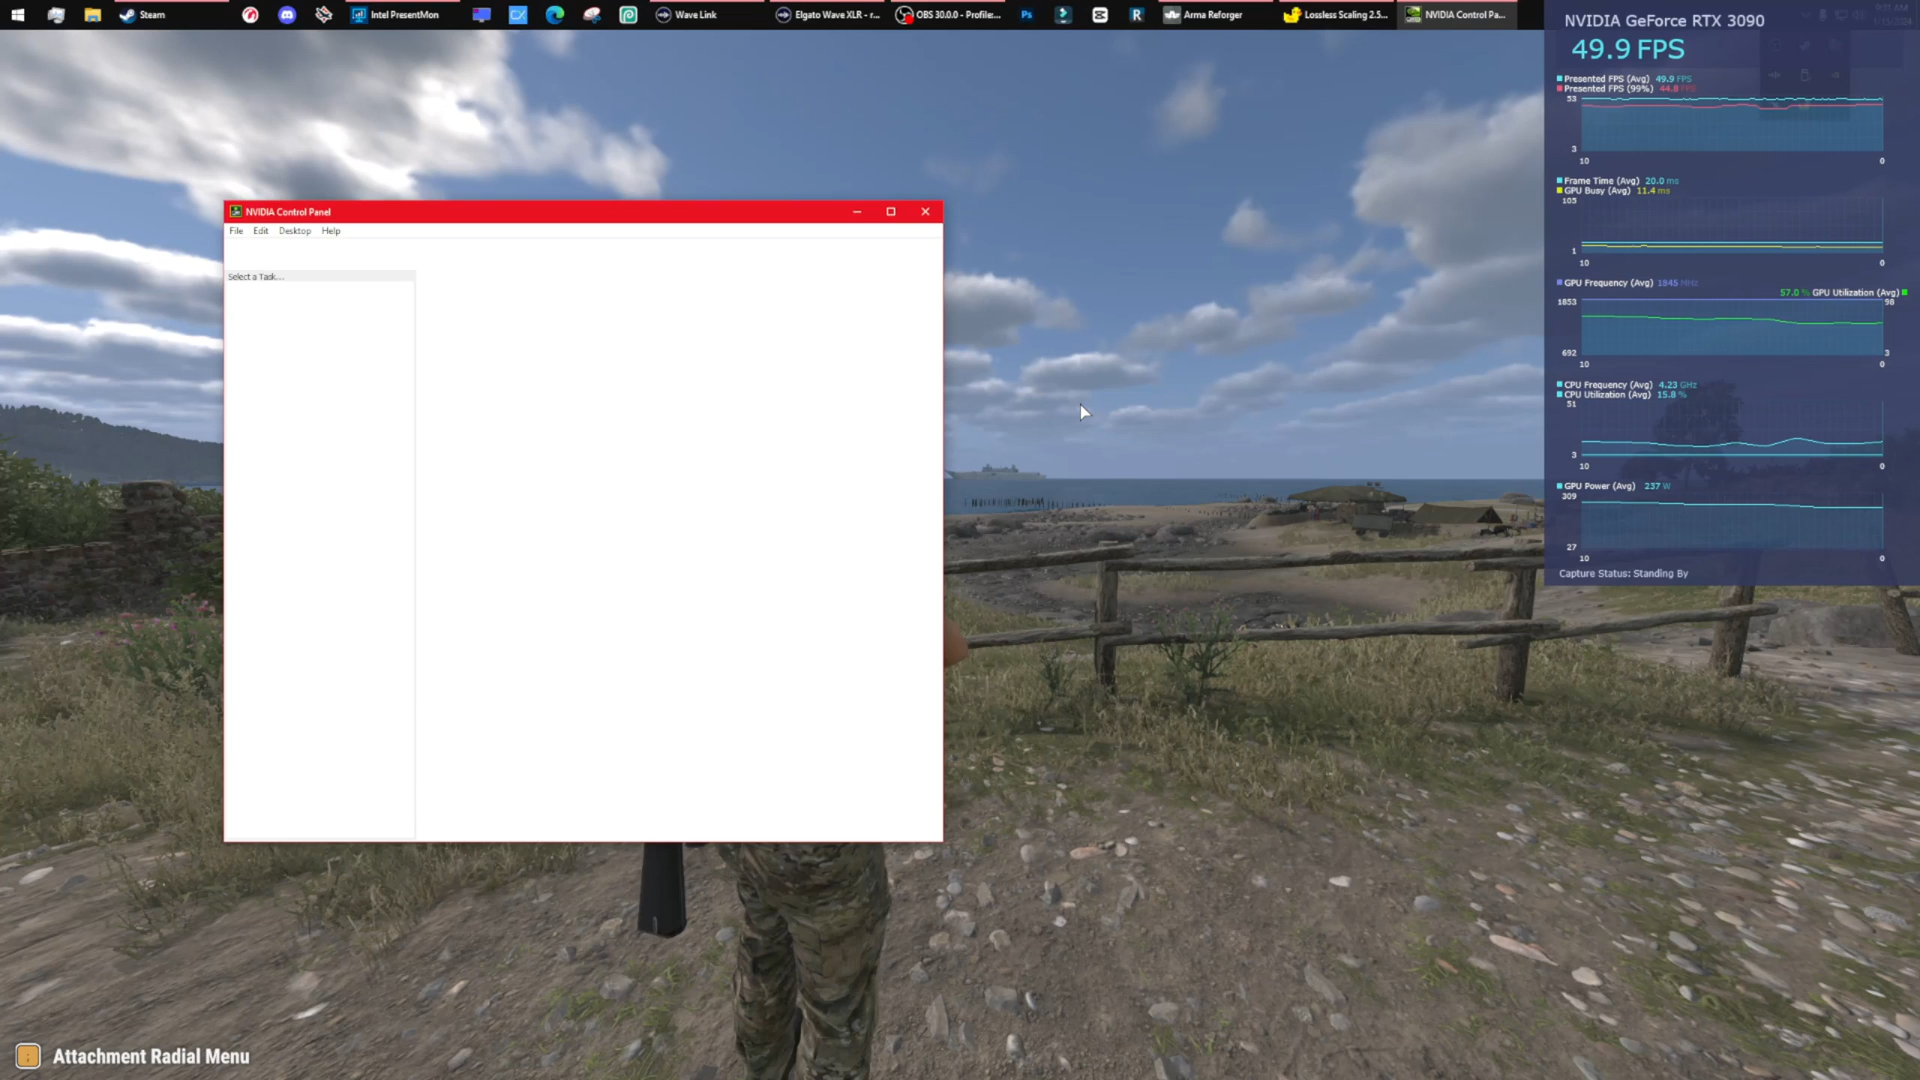 Steam
Intel PresentMon
Wave Link
Elgato Wave XLR - r...
OBS 30.0.0 - Profile:...
Ps
R
Arma Reforger
Lossless Scaling 2.5...
NVIDIA Control Pa...
NVIDIA GeForce RTX 3090
49.9 FPS
Presented FPS (Avg) 49.9 FPS
Presented FPS (99%) 44.8 FPS
53
3
10 0
Frame Time (Avg) 20.0 ms
GPU Busy (Avg) 11.4 ms
105
1
10 0
GPU Frequency (Avg) 1845 MHz
57.0 % GPU Utilization (Avg)
1853 98
692 3
10 0
CPU Frequency (Avg) 4.23 GHz
CPU Utilization (Avg) 15.8 %
51
3
10 0
GPU Power (Avg) 237 W
309
27
10 0
Capture Status: Standing By
NVIDIA Control Panel
File Edit Desktop Help
Select a Task...
Attachment Radial Menu